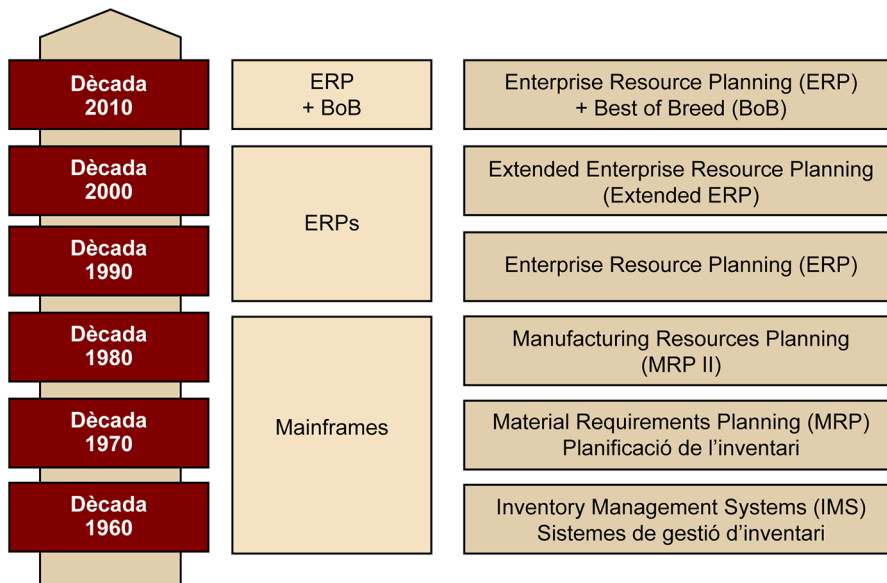 Dècada
2010
ERP
+ BoB
Enterprise Resource Planning (ERP)
+ Best of Breed (BoB)
Dècada
2000
ERPs
Extended Enterprise Resource Planning
(Extended ERP)
Dècada
1990
Enterprise Resource Planning (ERP)
Dècada
1980
Mainframes
Manufacturing Resources Planning
(MRP II)
Dècada
1970
Material Requirements Planning (MRP)
Planificació de l’inventari
Dècada
1960
Inventory Management Systems (IMS)
Sistemes de gestió d’inventari